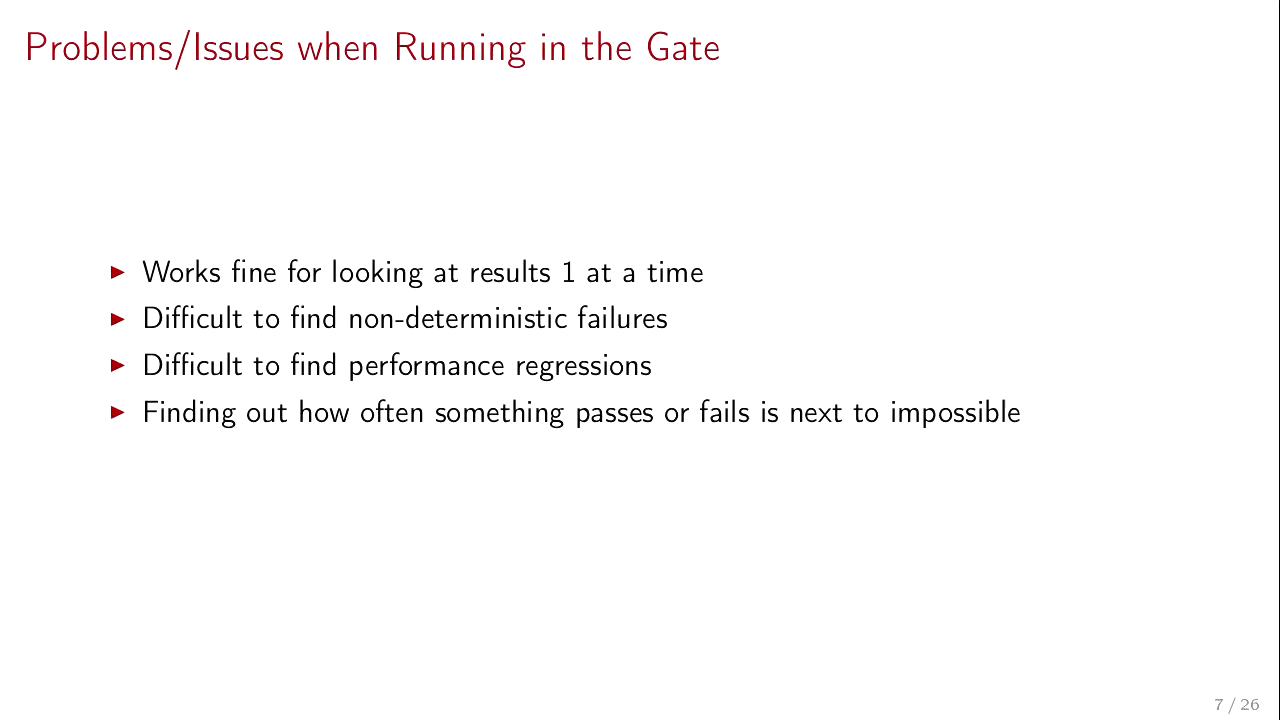 Problems/Issues when Running in the Gate
▶ Works fine for looking at results 1 at a time
▶ Difficult to find non-deterministic failures
▶ Difficult to find performance regressions
▶ Finding out how often something passes or fails is next to impossible
7 / 26